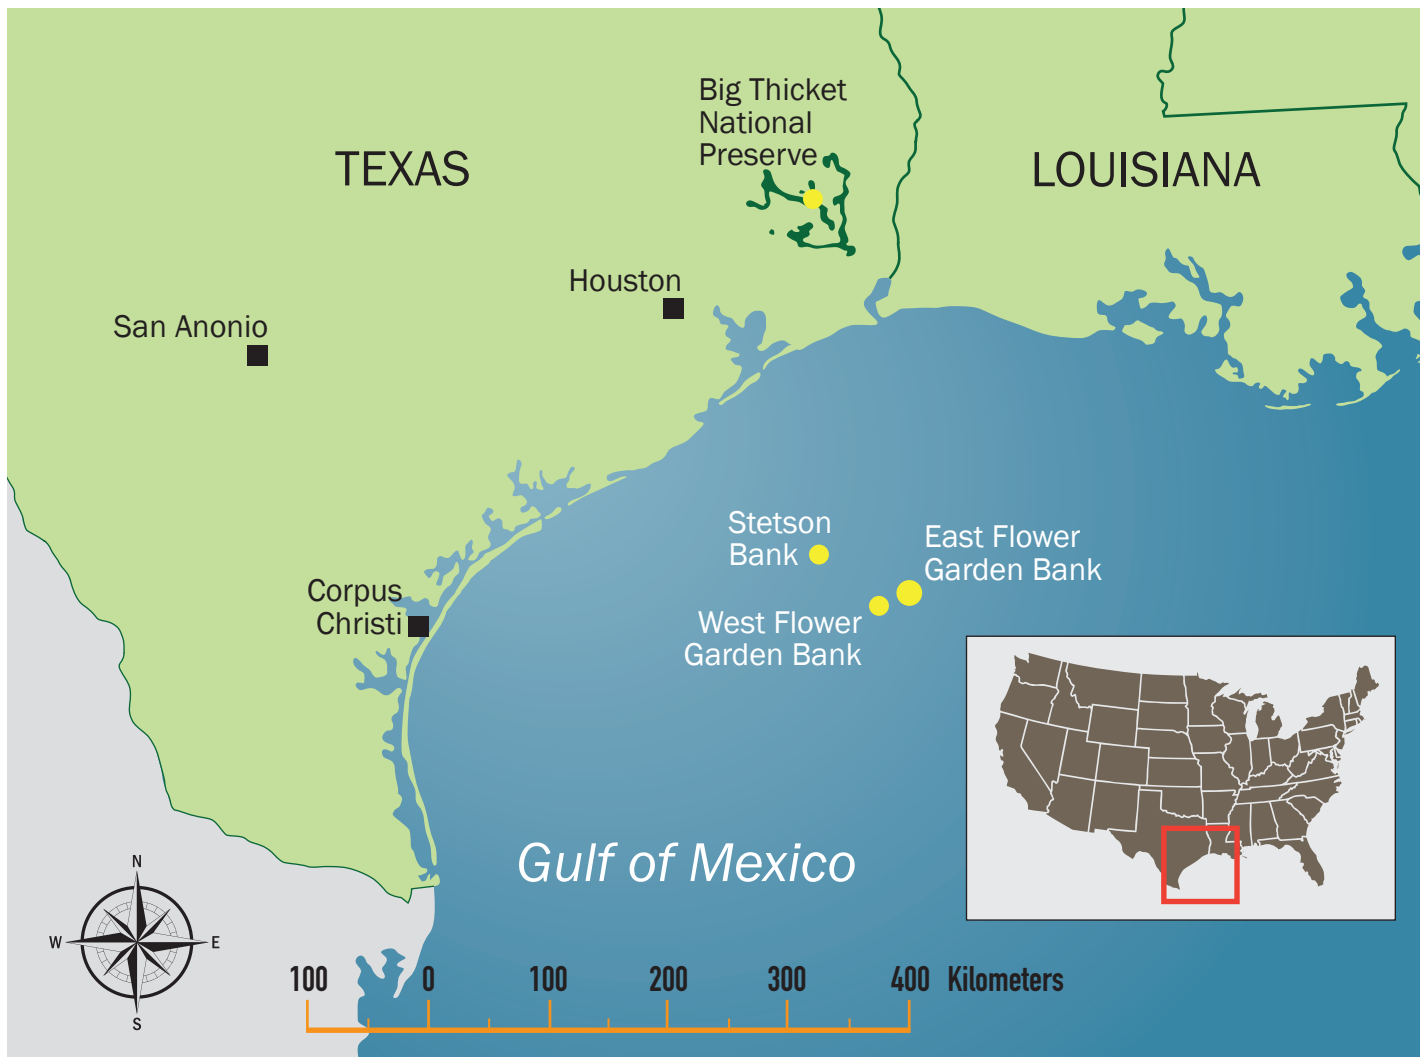 Big Thicket
National
Preserve
TEXAS
LOUISIANA
Houston
San Anonio
Stetson
Bank
East Flower
Garden Bank
Corpus
Christi
West Flower
Garden Bank
Gulf of Mexico
N
W E
S
100 0 100 200 300 400 Kilometers